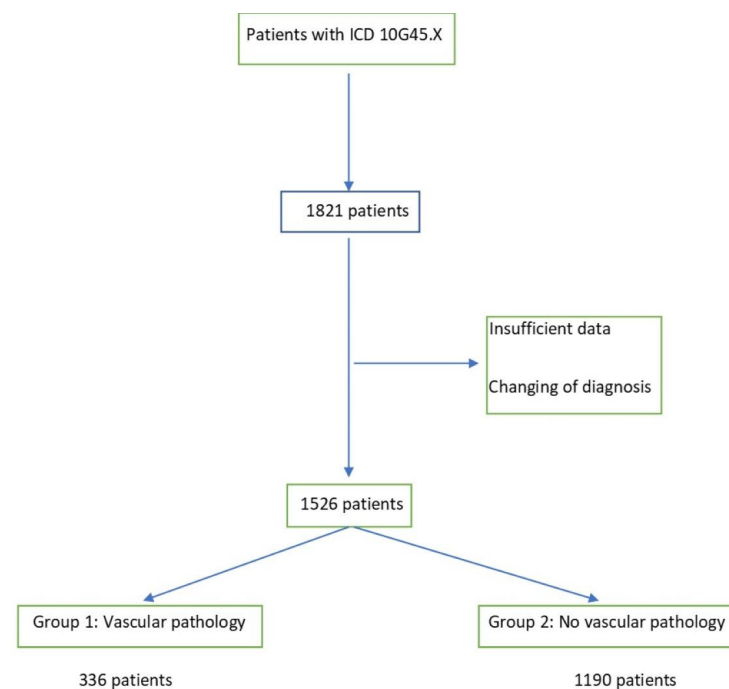 Patients with ICD 10G45.X
1821 patients
Insufficient data
Changing of diagnosis
1526 patients
Group 1: Vascular pathology
Group 2: No vascular pathology
336 patients
1190 patients